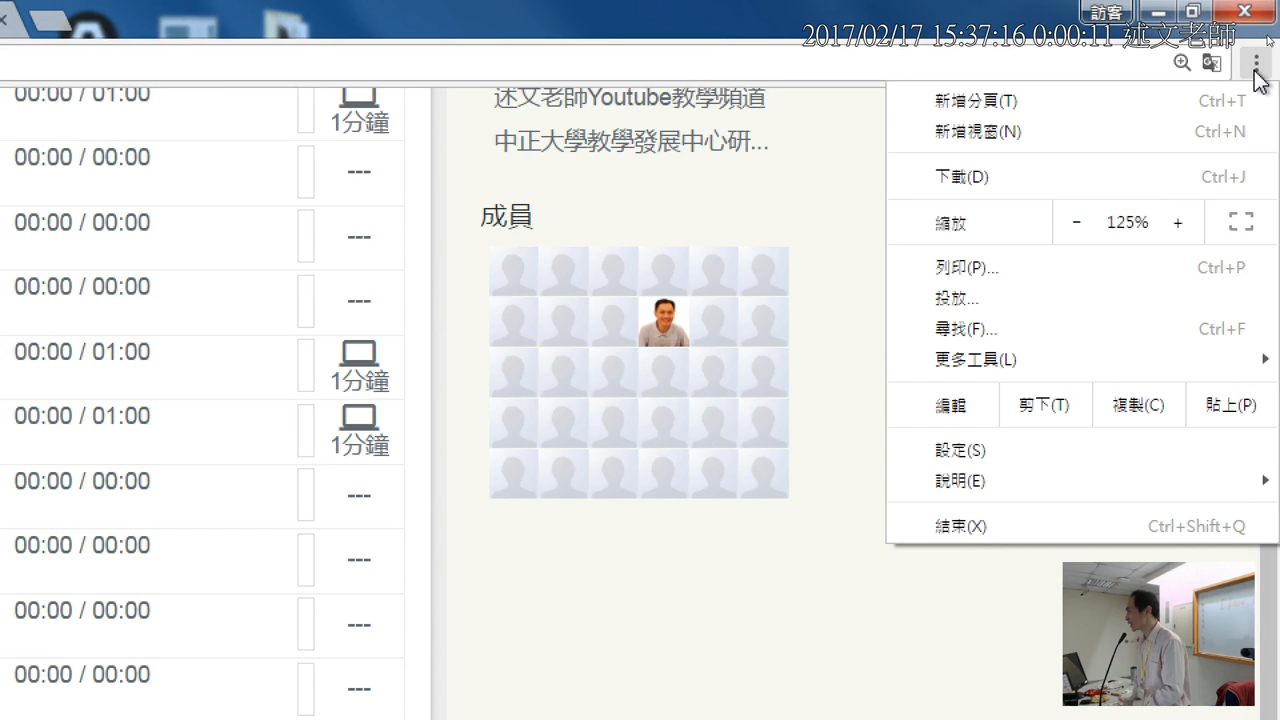 訪客
2017/02/17 15:37:16 0:00:11 述文老師
00:00 / 01:00
1分鐘
00:00 / 00:00
---
00:00 / 00:00
---
00:00 / 00:00
---
00:00 / 01:00
1分鐘
00:00 / 01:00
1分鐘
00:00 / 00:00
---
00:00 / 00:00
---
00:00 / 00:00
---
00:00 / 00:00
---
述文老師Youtube教學頻道
中正大學教學發展中心研...
成員
新增分頁(T) Ctrl+T
新增視窗(N) Ctrl+N
下載(D) Ctrl+J
縮放 - 125% +
列印(P)... Ctrl+P
投放...
尋找(F)... Ctrl+F
更多工具(L)
編輯 剪下(T) 複製(C) 貼上(P)
設定(S)
說明(E)
結束(X) Ctrl+Shift+Q